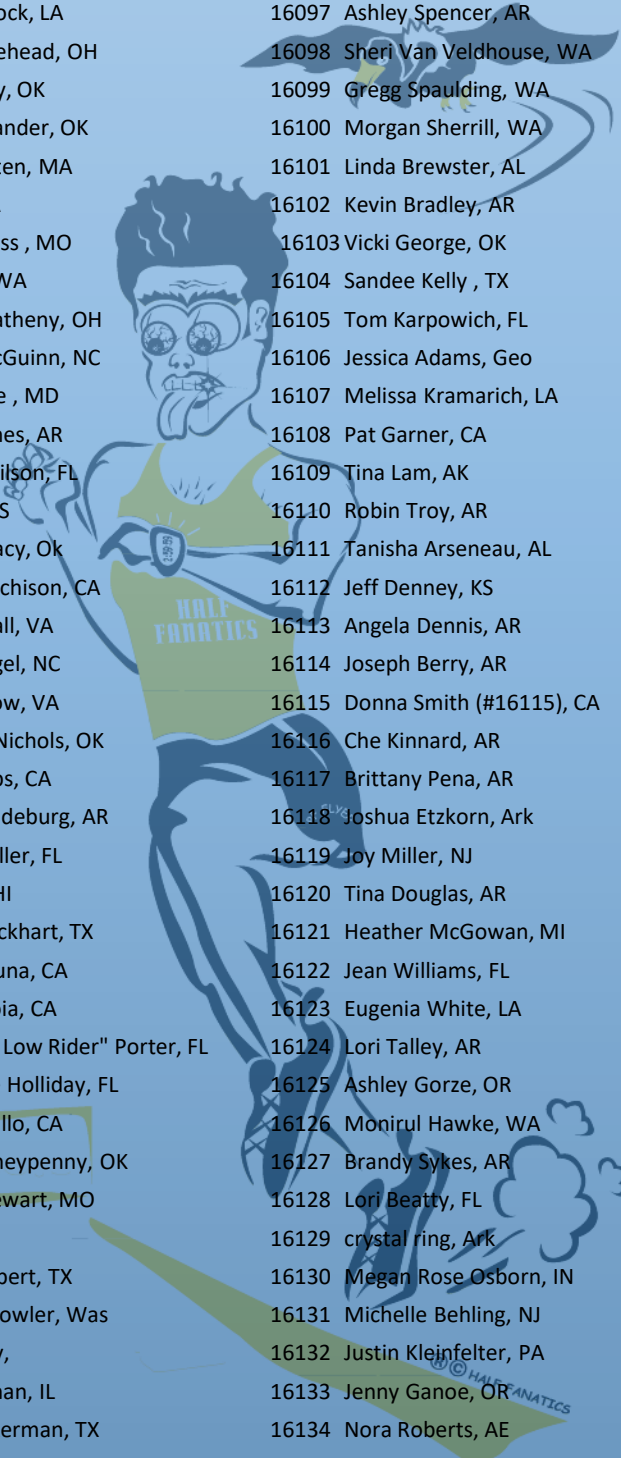 ock, LA
ehead, OH
y, OK
ander, OK
ten, MA
ss , MO
WA
atheny, OH
cGuinn, NC
e , MD
nes, AR
ilson, FL
S
acy, Ok
chison, CA
all, VA
gel, NC
ow, VA
Nichols, OK
os, CA
deburg, AR
ller, FL
HI
ckhart, TX
una, CA
bia, CA
Low Rider" Porter, FL
Holliday, FL
llo, CA
neypenny, OK
ewart, MO
bert, TX
owler, Was
y,
nan, IL
erman, TX
16097 Ashley Spencer, AR
16098 Sheri Van Veldhouse, WA
16099 Gregg Spaulding, WA
16100 Morgan Sherrill, WA
16101 Linda Brewster, AL
16102 Kevin Bradley, AR
16103 Vicki George, OK
16104 Sandee Kelly , TX
16105 Tom Karpowich, FL
16106 Jessica Adams, Geo
16107 Melissa Kramarich, LA
16108 Pat Garner, CA
16109 Tina Lam, AK
16110 Robin Troy, AR
16111 Tanisha Arseneau, AL
16112 Jeff Denney, KS
16113 Angela Dennis, AR
16114 Joseph Berry, AR
16115 Donna Smith (#16115), CA
16116 Che Kinnard, AR
16117 Brittany Pena, AR
16118 Joshua Etzkorn, Ark
16119 Joy Miller, NJ
16120 Tina Douglas, AR
16121 Heather McGowan, MI
16122 Jean Williams, FL
16123 Eugenia White, LA
16124 Lori Talley, AR
16125 Ashley Gorze, OR
16126 Monirul Hawke, WA
16127 Brandy Sykes, AR
16128 Lori Beatty, FL
16129 crystal ring, Ark
16130 Megan Rose Osborn, IN
16131 Michelle Behling, NJ
16132 Justin Kleinfelter, PA
16133 Jenny Ganoe, OR
16134 Nora Roberts, AE
HALF
FANATICS
® © HALF FANATICS